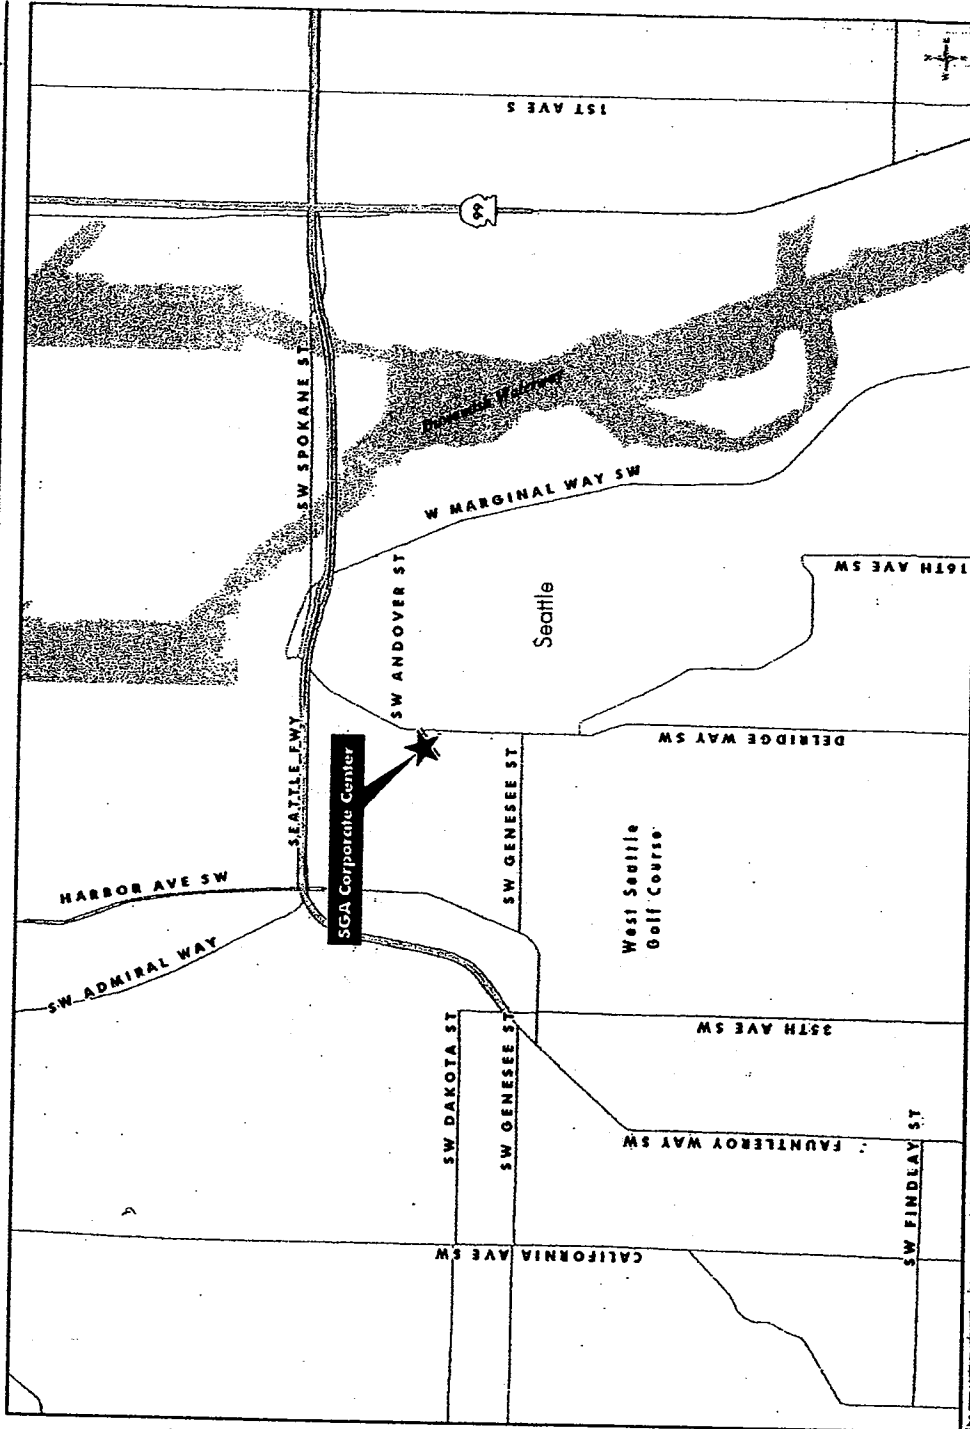 1ST AVE S
99
SW SPOKANE ST
Duwamish Waterway
W MARGINAL WAY SW
16TH AVE SW
SW ANDOVER ST
Seattle
SEATTLE FWY
SGA Corporate Center
DELRIDGE WAY SW
SW GENESEE ST
HARBOR AVE SW
SW ADMIRAL WAY
West Seattle
Golf Course
35TH AVE SW
SW DAKOTA ST
SW GENESEE ST
FAUNTLEROY WAY SW
SW FINDLAY ST
CALIFORNIA AVE SW
N
W
E